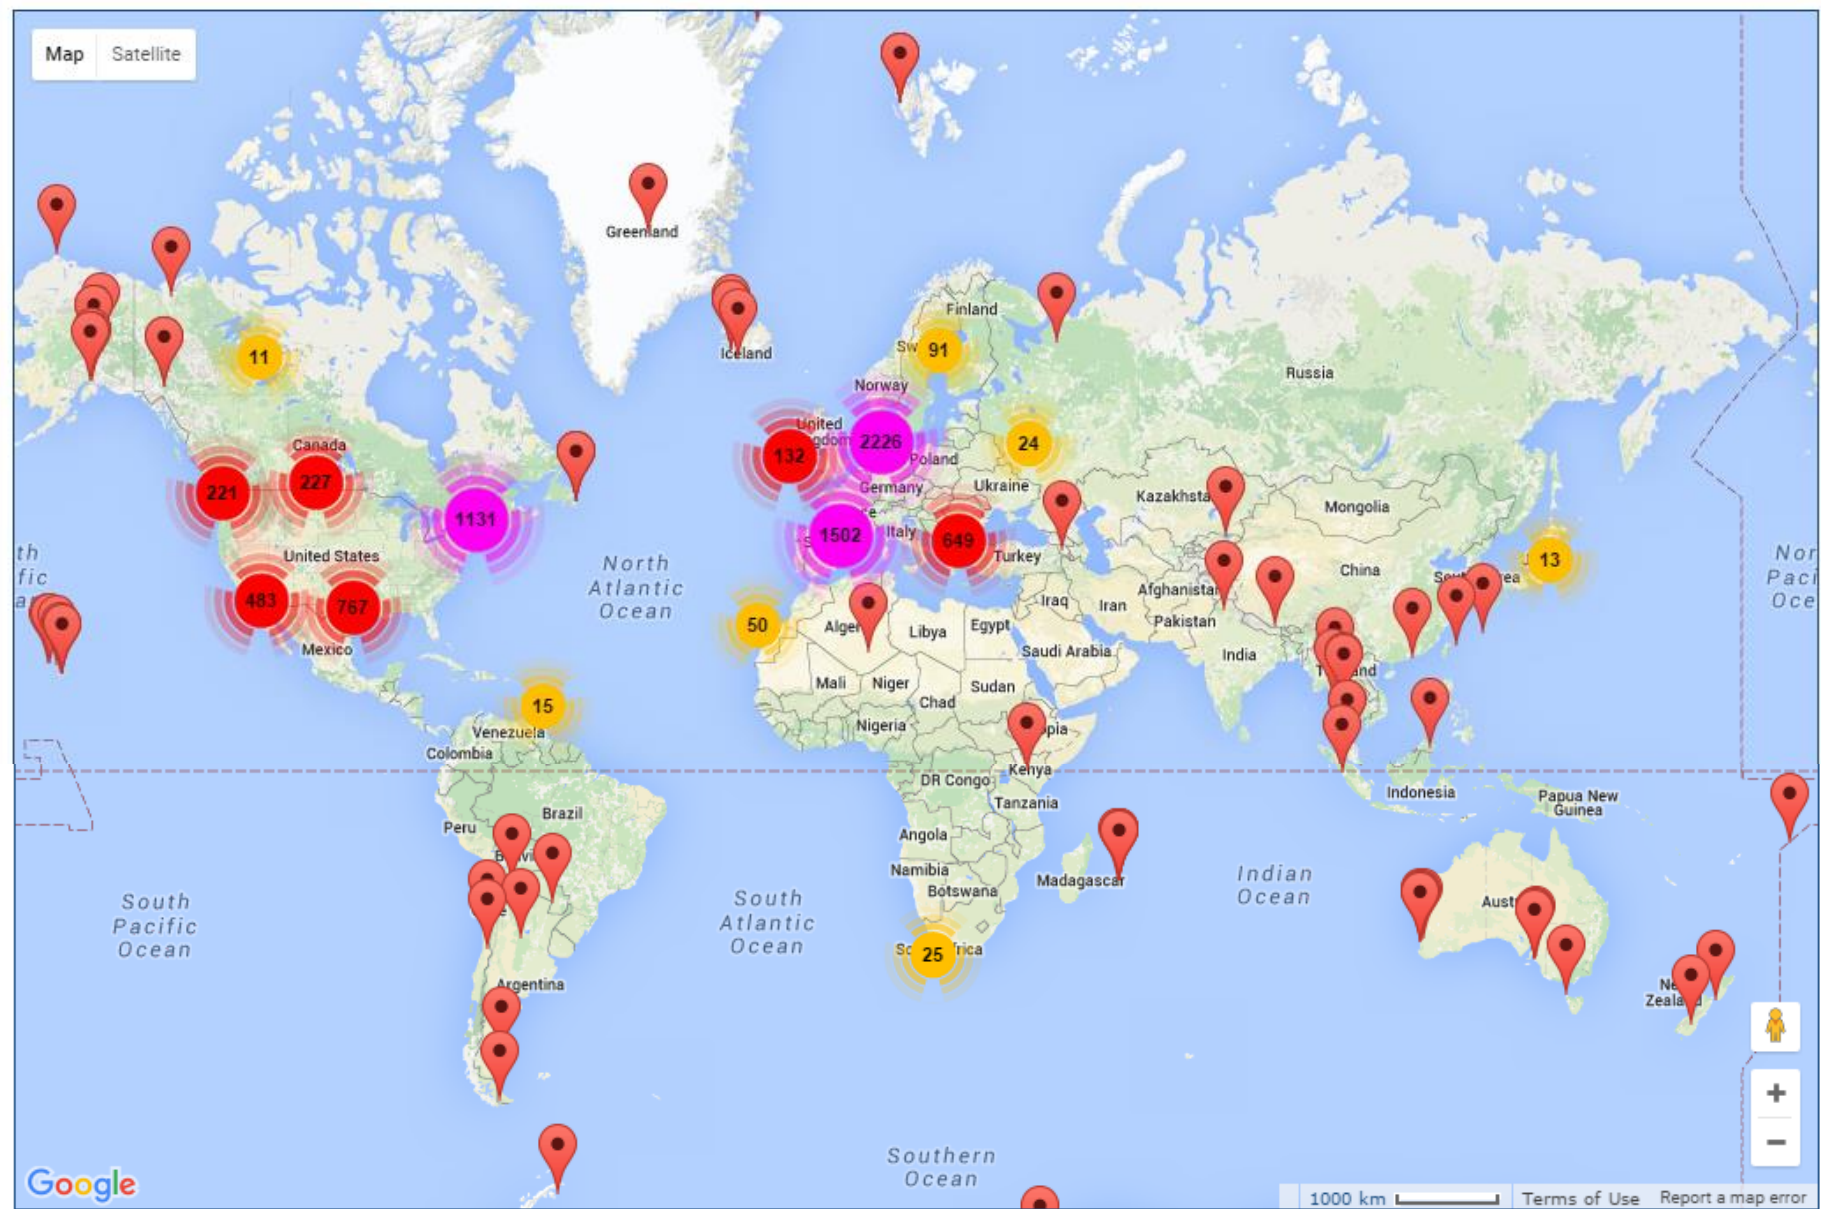 Map Satellite
Greenland
Finland
Iceland
91
11
Norway
Russia
United
2226
24
132
Poland
Canada
227
221
Germany
Ukraine
Kazakhsta
Mongolia
1131
1502
Italy
649
Turkey
13
United States
China
North
Atlantic
Ocean
Afghanistan
Iraq
Iran
Pakistan
483
767
50
Libya
Egypt
Saudi Arabia
India
Mexico
Mali
Niger
Sudan
Chad
15
Nigeria
Venezuela
Colombia
Kenya
DR Congo
Tanzania
Indonesia
Papua New
Guinea
Brazil
Peru
Angola
Namibia
Botswana
Madagascar
Indian
Ocean
South
Pacific
Ocean
South
Atlantic
Ocean
25
Argentina
Zealand
Southern
Ocean
+
−
Google
1000 km Terms of Use Report a map error